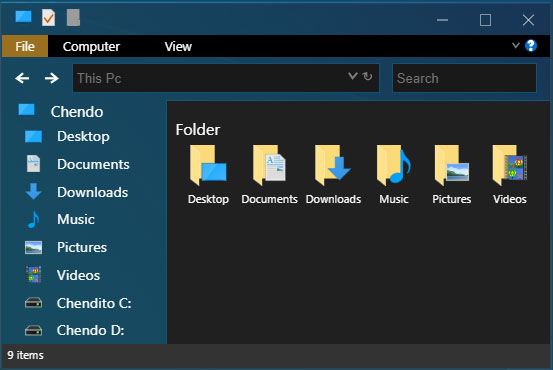 File Computer View
This Pc Search
Chendo
Desktop
Documents
Downloads
Music
Pictures
Videos
Chendito C:
Chendo D:
Folder
Desktop Documents Downloads Music Pictures Videos
9 items